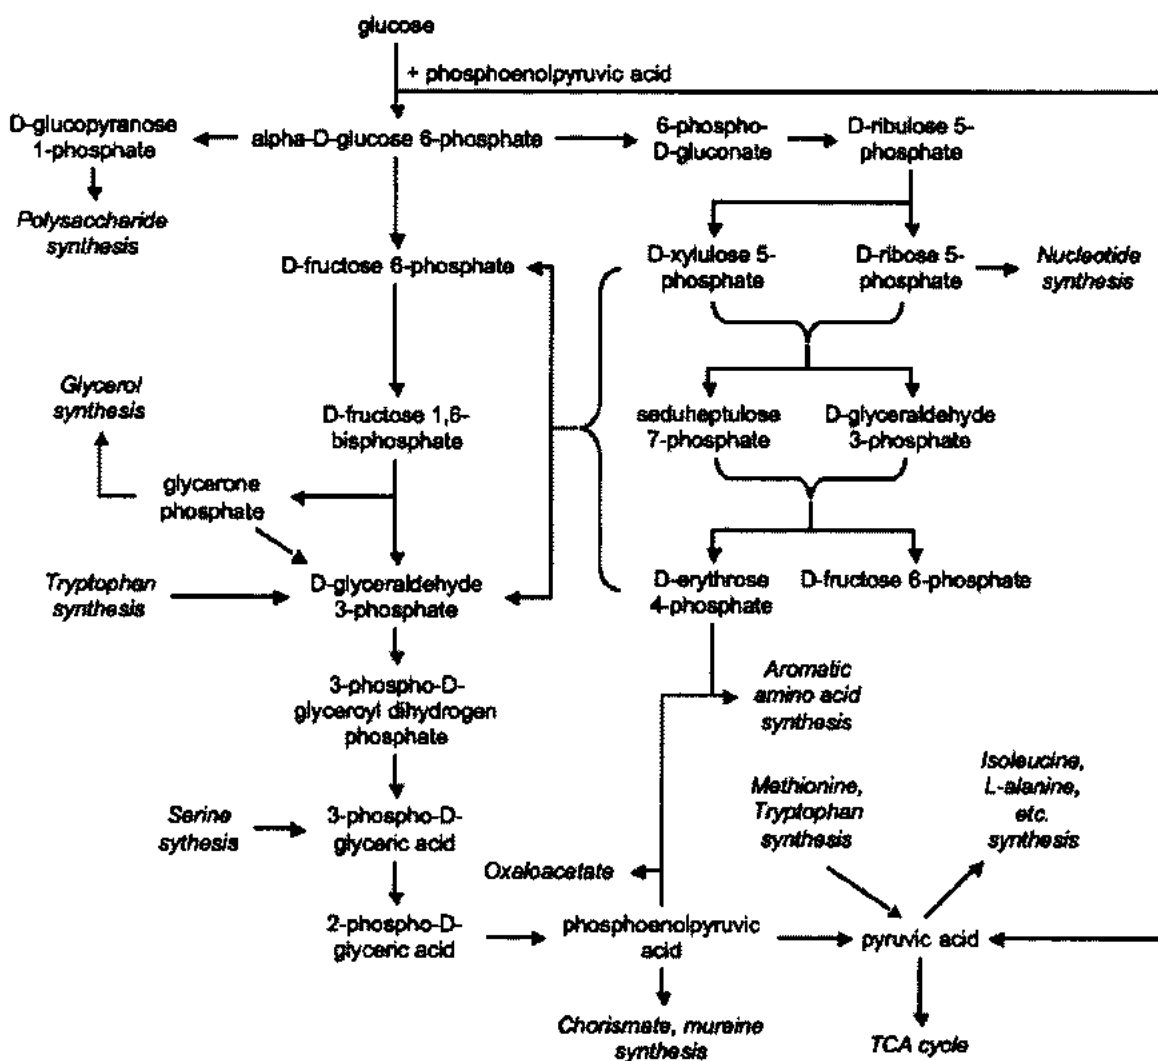 glucose
+ phosphoenolpyruvic acid
D-glucopyranose
1-phosphate
alpha-D-glucose 6-phosphate
6-phospho-
D-gluconate
D-ribulose 5-
phosphate
Polysaccharide
synthesis
D-fructose 6-phosphate
D-xylulose 5-
phosphate
D-ribose 5-
phosphate
Nucleotide
synthesis
Glycerol
synthesis
D-fructose 1,6-
bisphosphate
seduheptulose
7-phosphate
D-glyceraldehyde
3-phosphate
glycerone
phosphate
Tryptophan
synthesis
D-glyceraldehyde
3-phosphate
D-erythrose
4-phosphate
D-fructose 6-phosphate
3-phospho-D-
glyceroyl dihydrogen
phosphate
Aromatic
amino acid
synthesis
Serine
sythesis
3-phospho-D-
glyceric acid
Methionine,
Tryptophan
synthesis
Isoleucine,
L-alanine,
etc.
synthesis
Oxaloacetate
2-phospho-D-
glyceric acid
phosphoenolpyruvic
acid
pyruvic acid
Chorismate, mureine
synthesis
TCA cycle